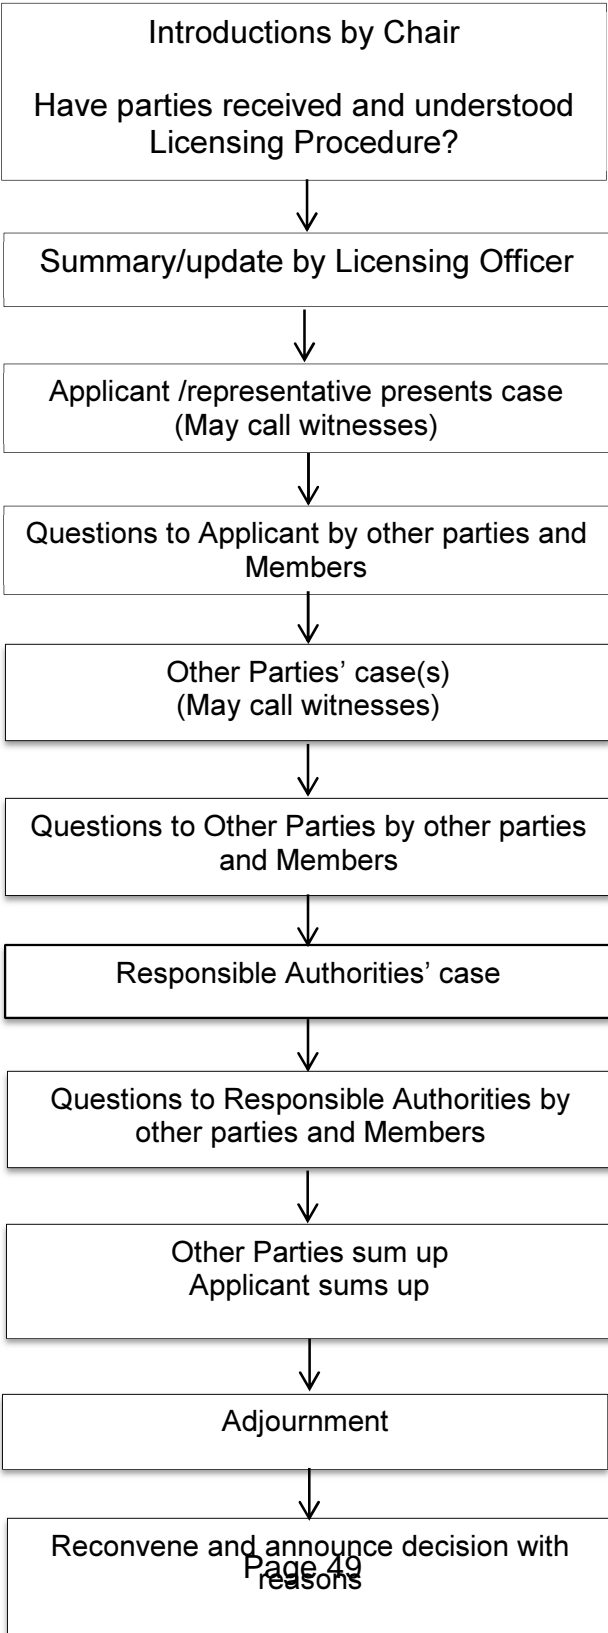 Introductions by Chair
Have parties received and understood
Licensing Procedure?
Summary/update by Licensing Officer
Applicant /representative presents case
(May call witnesses)
Questions to Applicant by other parties and
Members
Other Parties’ case(s)
(May call witnesses)
Questions to Other Parties by other parties
and Members
Responsible Authorities’ case
Questions to Responsible Authorities by
other parties and Members
Other Parties sum up
Applicant sums up
Adjournment
Reconvene and announce decision with
reasons
Page 49